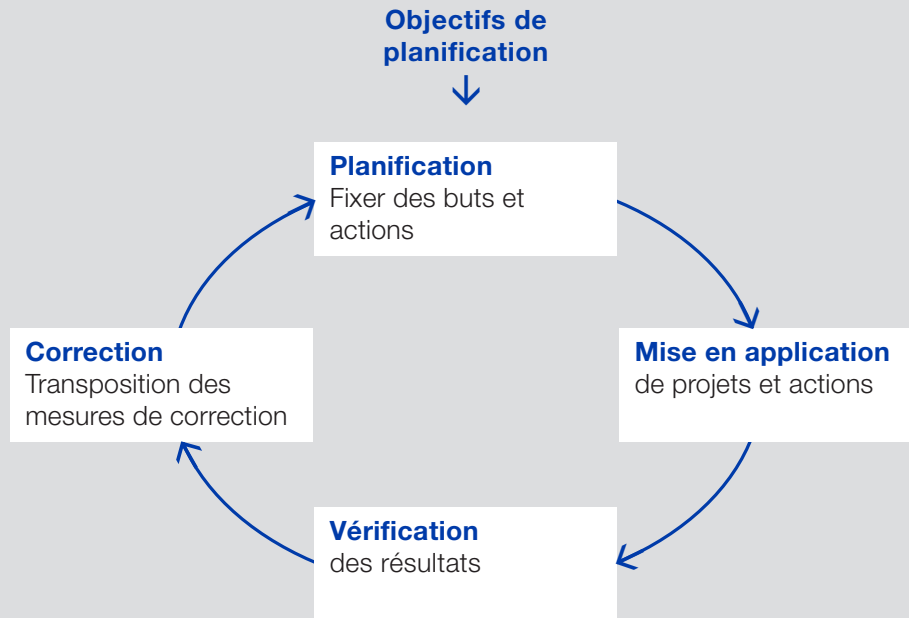 Objectifs de
planification
Planification
Fixer des buts et
actions
Correction
Transposition des
mesures de correction
Mise en application
de projets et actions
Vérification
des résultats